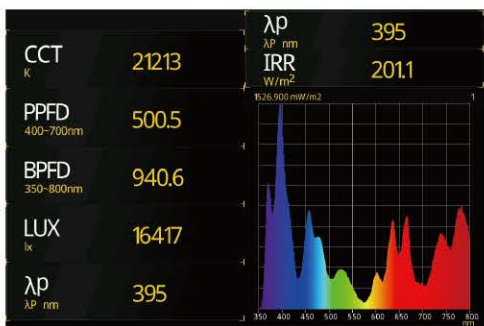 CCT
K
21213
PPFD
400~700nm
500.5
BPFD
350~800nm
940.6
LUX
lx
16417
λp
λP nm
395
λp
λP nm
395
IRR
W/m²
201.1
1526.900 mW/m2
1
350 400 450 500 550 600 650 700 750 800
nm